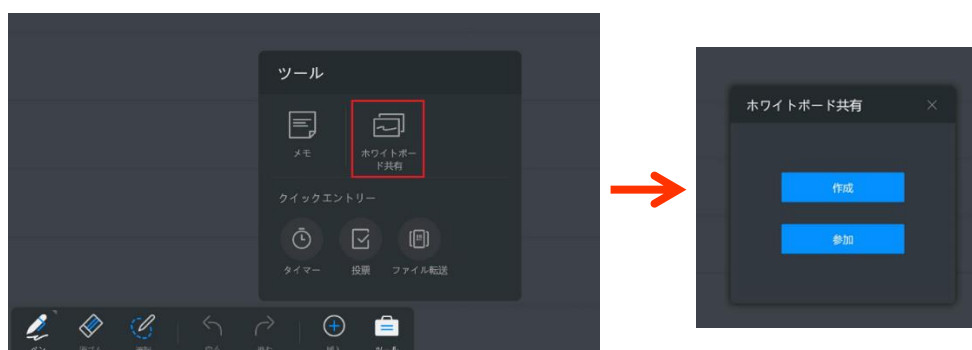 ツール
メモ
ホワイトボー
ド共有
クイックエントリー
タイマー
投票
ファイル転送
ホワイトボード共有
作成
参加